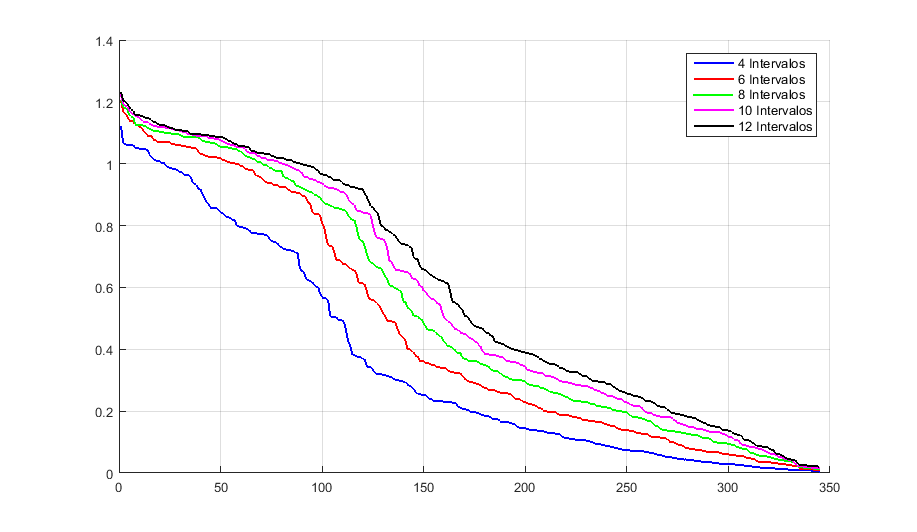 1.4
1.2
1
0.8
0.6
0.4
0.2
0
0 50 100 150 200 250 300 350
4 Intervalos
6 Intervalos
8 Intervalos
10 Intervalos
12 Intervalos